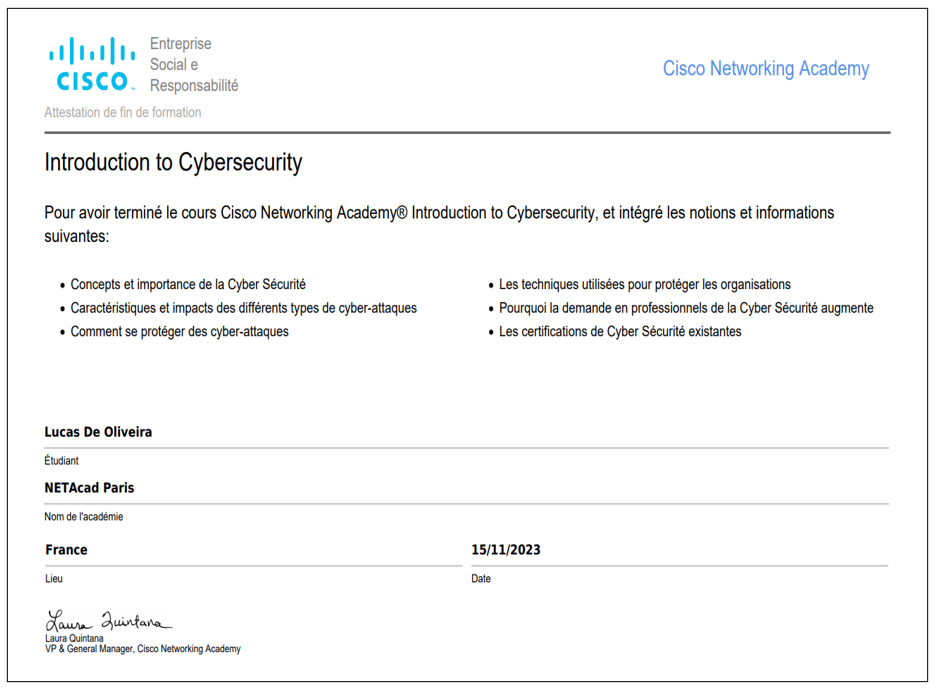 CISCO
Entreprise
Social e
Responsabilité
Cisco Networking Academy
Attestation de fin de formation
Introduction to Cybersecurity
Pour avoir terminé le cours Cisco Networking Academy® Introduction to Cybersecurity, et intégré les notions et informations
suivantes:
• Concepts et importance de la Cyber Sécurité
• Caractéristiques et impacts des différents types de cyber-attaques
• Comment se protéger des cyber-attaques
• Les techniques utilisées pour protéger les organisations
• Pourquoi la demande en professionnels de la Cyber Sécurité augmente
• Les certifications de Cyber Sécurité existantes
Lucas De Oliveira
Étudiant
NETAcad Paris
Nom de l'académie
France
Lieu
15/11/2023
Date
Laura Quintana
Laura Quintana
VP & General Manager, Cisco Networking Academy